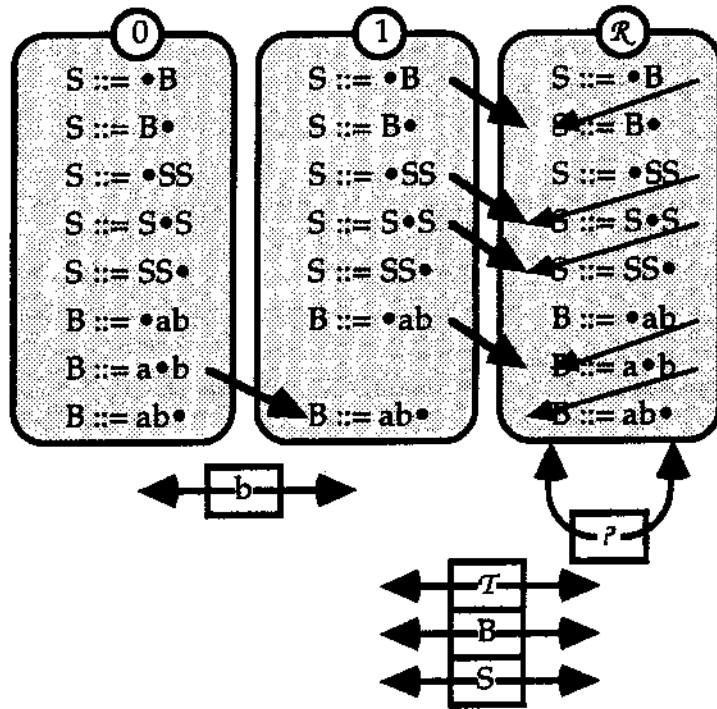 0
S ::= •B
S ::= B•
S ::= •SS
S ::= S•S
S ::= SS•
B ::= •ab
B ::= a•b
B ::= ab•
1
S ::= •B
S ::= B•
S ::= •SS
S ::= S•S
S ::= SS•
B ::= •ab
B ::= ab•
ℛ
S ::= •B
S ::= B•
S ::= •SS
S ::= S•S
S ::= SS•
B ::= •ab
B ::= a•b
B ::= ab•
b
?
𝒯
B
S